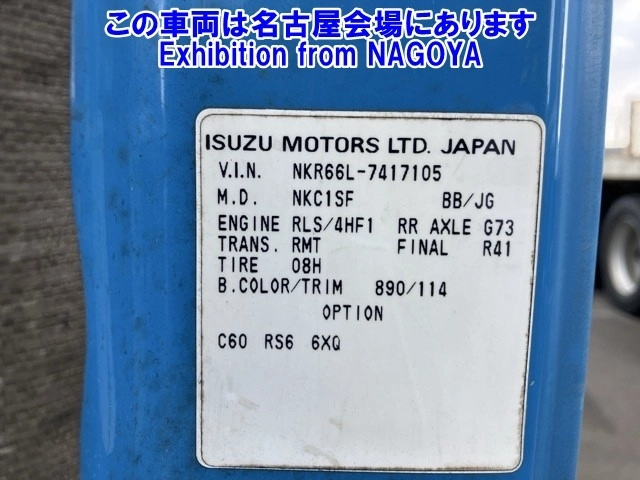 この車両は名古屋会場にあります
Exhibition from NAGOYA
ISUZU MOTORS LTD. JAPAN
V.I.N. NKR66L-7417105
M.D. NKC1SF BB/JG
ENGINE RLS/4HF1 RR AXLE G73
TRANS. RMT FINAL R41
TIRE 08H
B.COLOR/TRIM 890/114
OPTION
C60 RS6 6XQ